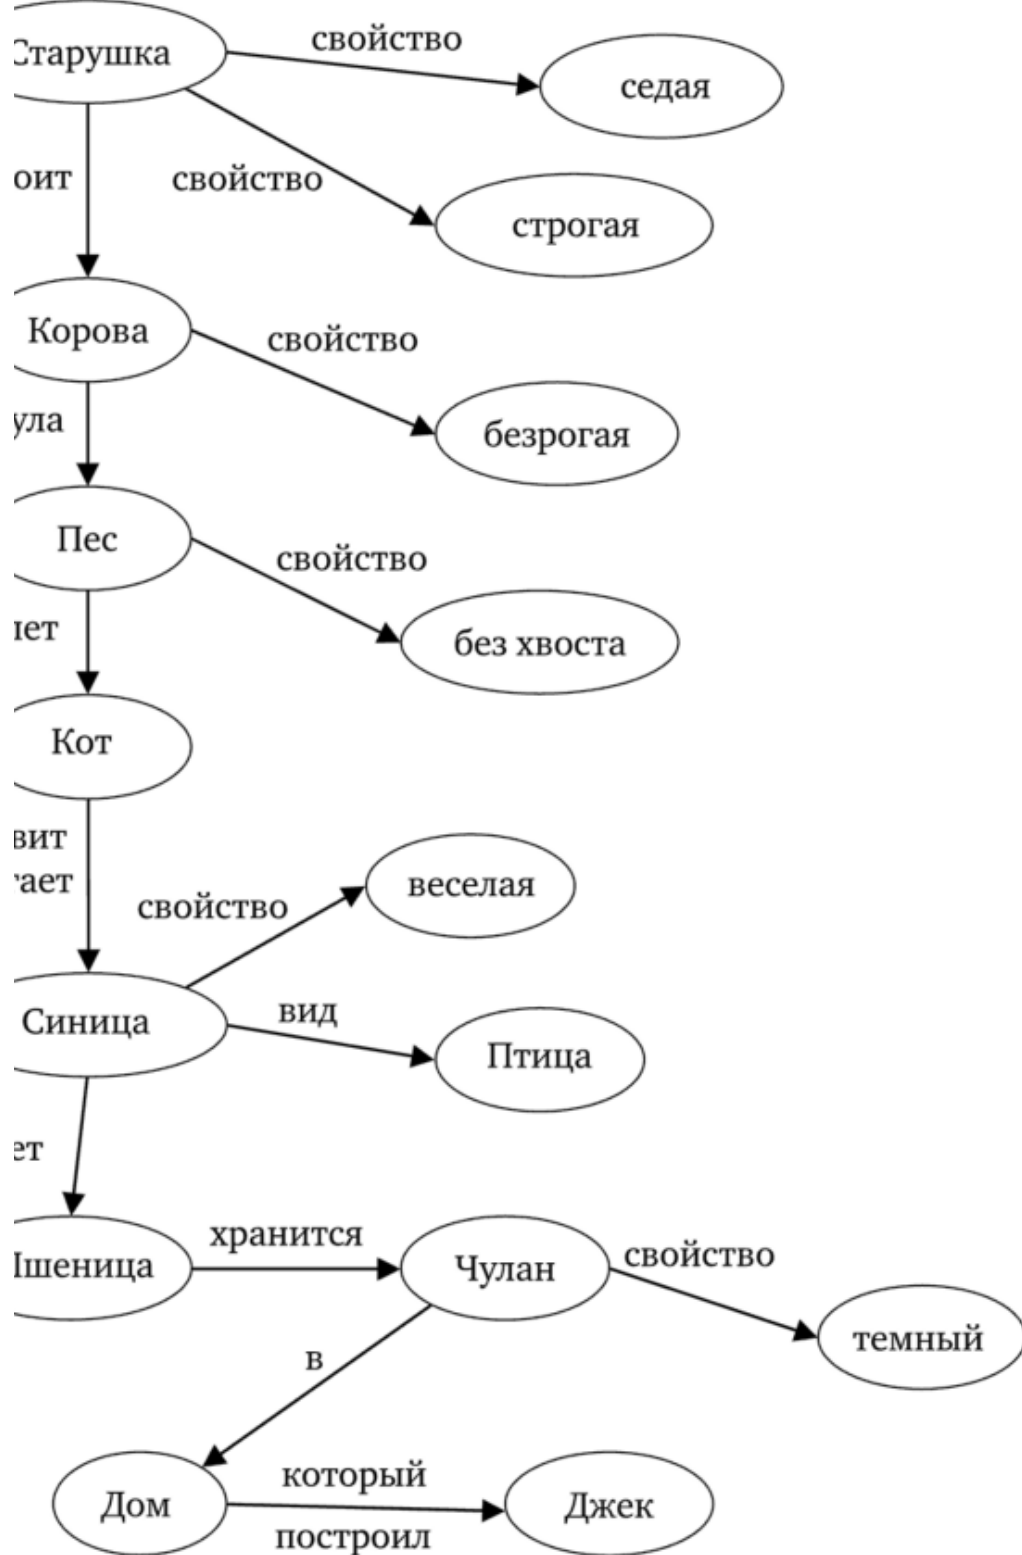 Старушка
свойство
седая
оит
свойство
строгая
Корова
свойство
ула
безрогая
Пес
свойство
ет
без хвоста
Кот
вит
ает
веселая
свойство
Синица
вид
Птица
ет
хранится
Пшеница
Чулан
свойство
темный
в
Дом
который
построил
Джек